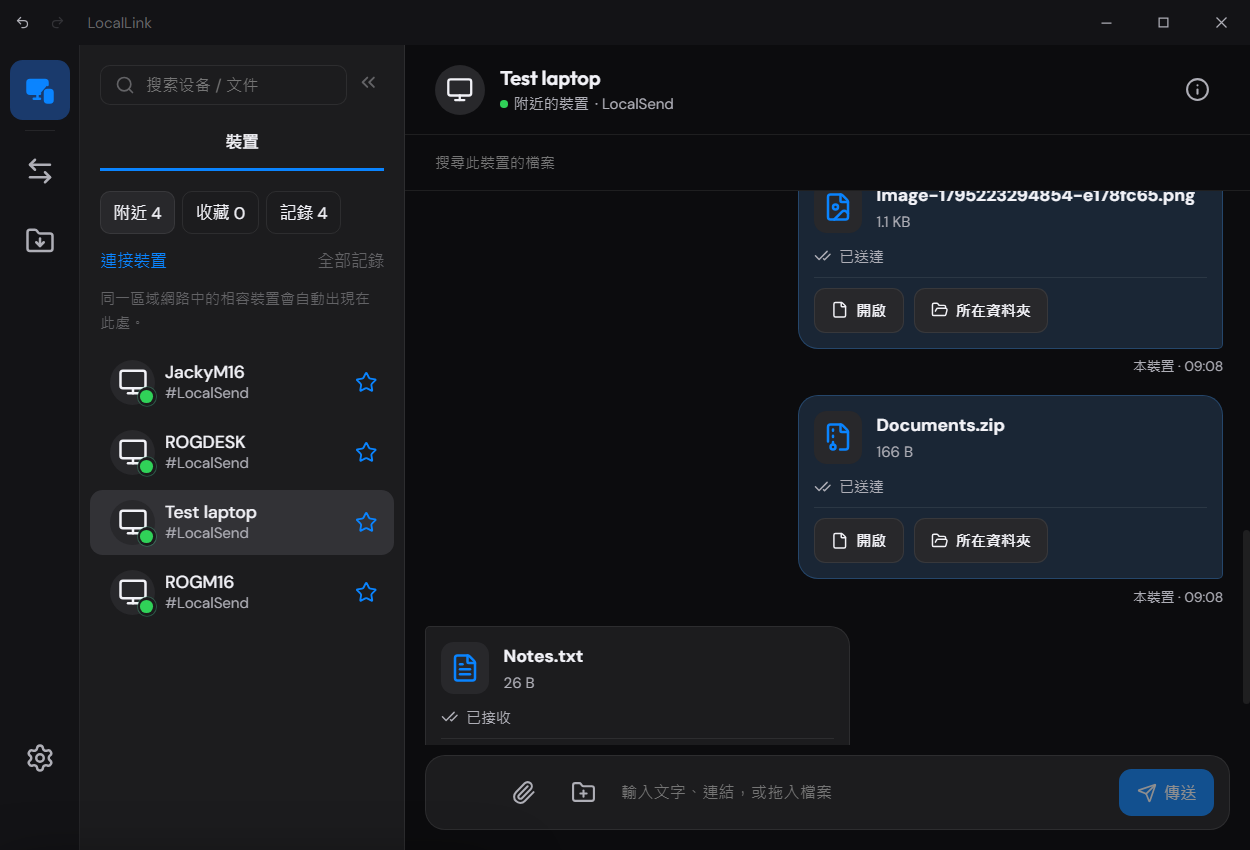 LocalLink
搜索设备 / 文件
裝置
附近 4
收藏 0
記錄 4
連接裝置
全部記錄
同一區域網路中的相容裝置會自動出現在
此處。
JackyM16
#LocalSend
ROGDESK
#LocalSend
Test laptop
#LocalSend
ROGM16
#LocalSend
Test laptop
附近的裝置 · LocalSend
搜尋此裝置的檔案
Image-1795223294854-e178fc65.png
1.1 KB
已送達
開啟
所在資料夾
本裝置 · 09:08
Documents.zip
166 B
已送達
開啟
所在資料夾
本裝置 · 09:08
Notes.txt
26 B
已接收
輸入文字、連結，或拖入檔案
傳送